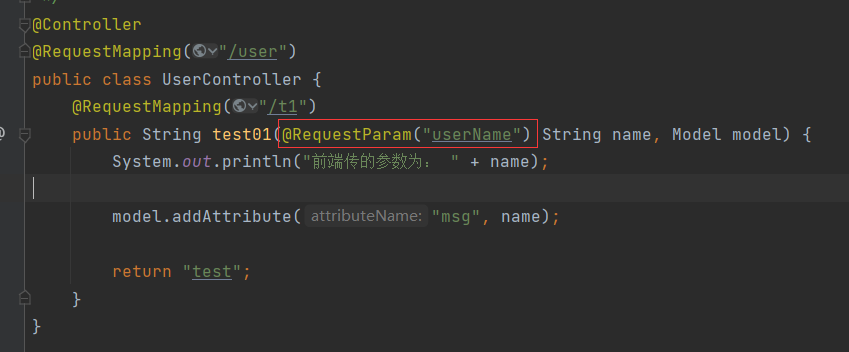 @Controller
@RequestMapping("/user")
public class UserController {
@RequestMapping("/t1")
public String test01(@RequestParam("userName") String name, Model model) {
System.out.println("前端传的参数为： " + name);
model.addAttribute( attributeName: "msg", name);
return "test";
}
}